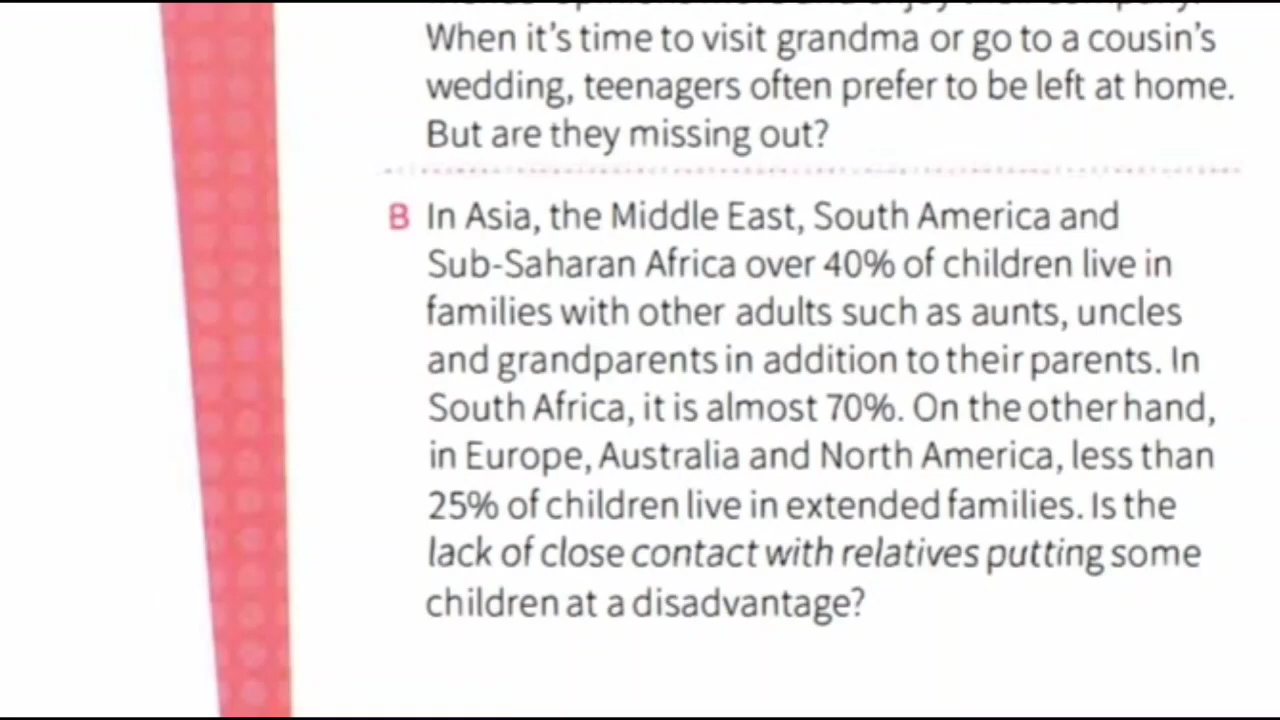 When it's time to visit grandma or go to a cousin's
wedding, teenagers often prefer to be left at home.
But are they missing out?
B In Asia, the Middle East, South America and
Sub-Saharan Africa over 40% of children live in
families with other adults such as aunts, uncles
and grandparents in addition to their parents. In
South Africa, it is almost 70%. On the other hand,
in Europe, Australia and North America, less than
25% of children live in extended families. Is the
lack of close contact with relatives putting some
children at a disadvantage?